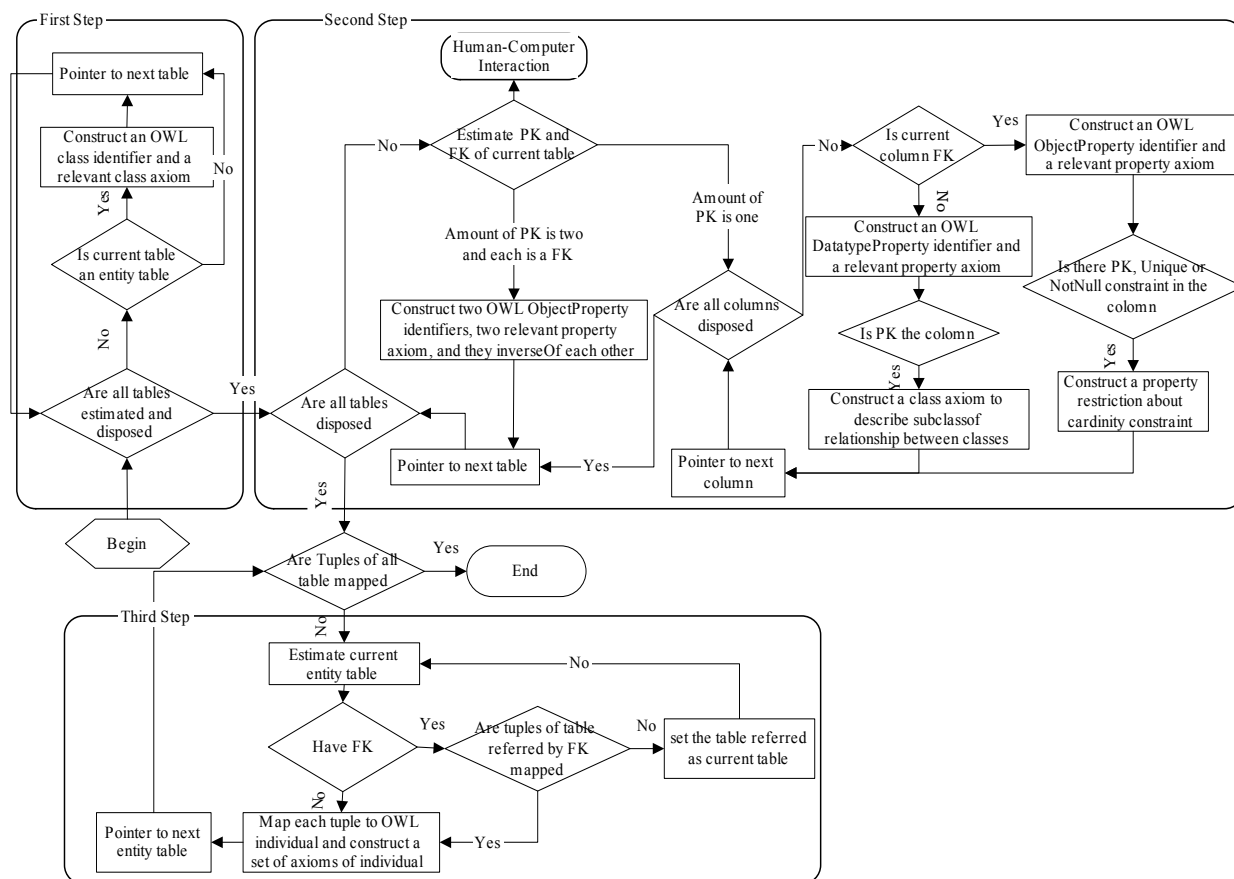 First Step
Pointer to next table
Construct an OWL
class identifier and a
relevant class axiom
No
Yes
Is current table
an entity table
No
Are all tables
estimated and
disposed
Yes
Begin
Second Step
Human-Computer
Interaction
Estimate PK and
FK of current table
No
Amount of
PK is one
Amount of PK is two
and each is a FK
Construct two OWL ObjectProperty
identifiers, two relevant property
axiom, and they inverseOf each other
Are all tables
disposed
Pointer to next table
Yes
Are all columns
disposed
No
Is current
column FK
Yes
Construct an OWL
ObjectProperty identifier and
a relevant property axiom
No
Construct an OWL
DatatypeProperty identifier and
a relevant property axiom
Is there PK, Unique or
NotNull constraint in the
colomn
Is PK the colomn
Yes
Yes
Construct a class axiom to
describe subclassof
relationship between classes
Construct a property
restriction about
cardinity constraint
Pointer to next
column
Yes
Are Tuples of all
table mapped
Yes
End
Third Step
No
Estimate current
entity table
No
Have FK
Yes
Are tuples of table
referred by FK
mapped
No
set the table referred
as current table
No
Map each tuple to OWL
individual and construct a
set of axioms of individual
Yes
Pointer to next
entity table